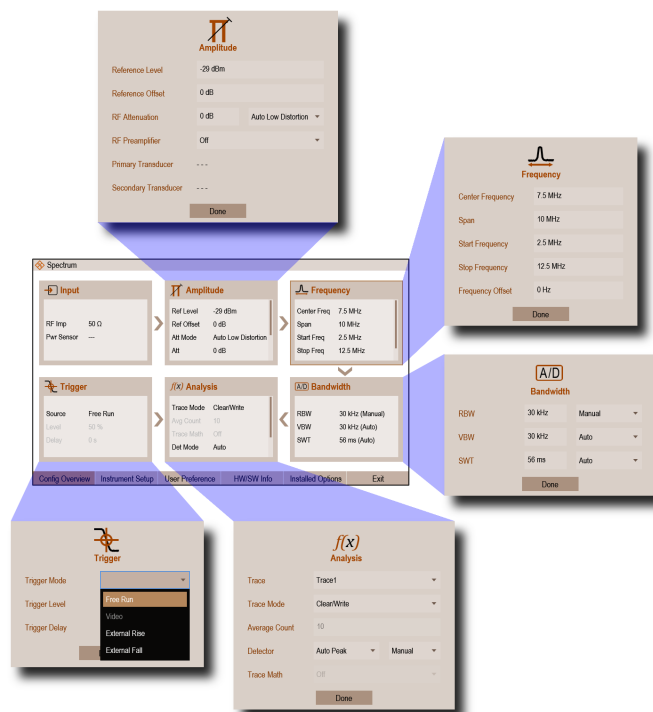 Amplitude
Reference Level -29 dBm
Reference Offset 0 dB
RF Attenuation 0 dB Auto Low Distortion
RF Preamplifier Off
Primary Transducer - - -
Secondary Transducer - - -
Done
Frequency
Center Frequency 7.5 MHz
Span 10 MHz
Start Frequency 2.5 MHz
Stop Frequency 12.5 MHz
Frequency Offset 0 Hz
Done
Spectrum
Input
RF Imp 50 Ω
Pwr Sensor ---
Amplitude
Ref Level -29 dBm
Ref Offset 0 dB
Att Mode Auto Low Distortion
Att 0 dB
Frequency
Center Freq 7.5 MHz
Span 10 MHz
Start Freq 2.5 MHz
Stop Freq 12.5 MHz
Trigger
Source Free Run
Level
Delay 0 s
f(x) Analysis
Trace Mode Clear/Write
Avg Count 10
Trace Math Off
Det Mode Auto
A/D Bandwidth
RBW 30 kHz (Manual)
VBW 30 kHz (Auto)
SWT 56 ms (Auto)
Config Overview Instrument Setup User Preference HW/SW Info Installed Options Exit
A/D
Bandwidth
RBW 30 kHz Manual
VBW 30 kHz Auto
SWT 56 ms Auto
Done
Trigger
Trigger Mode
Trigger Level
Trigger Delay
Free Run
Video
External Rise
External Fall
f(x)
Analysis
Trace Trace1
Trace Mode Clear/Write
Average Count 10
Detector Auto Peak Manual
Trace Math Off
Done